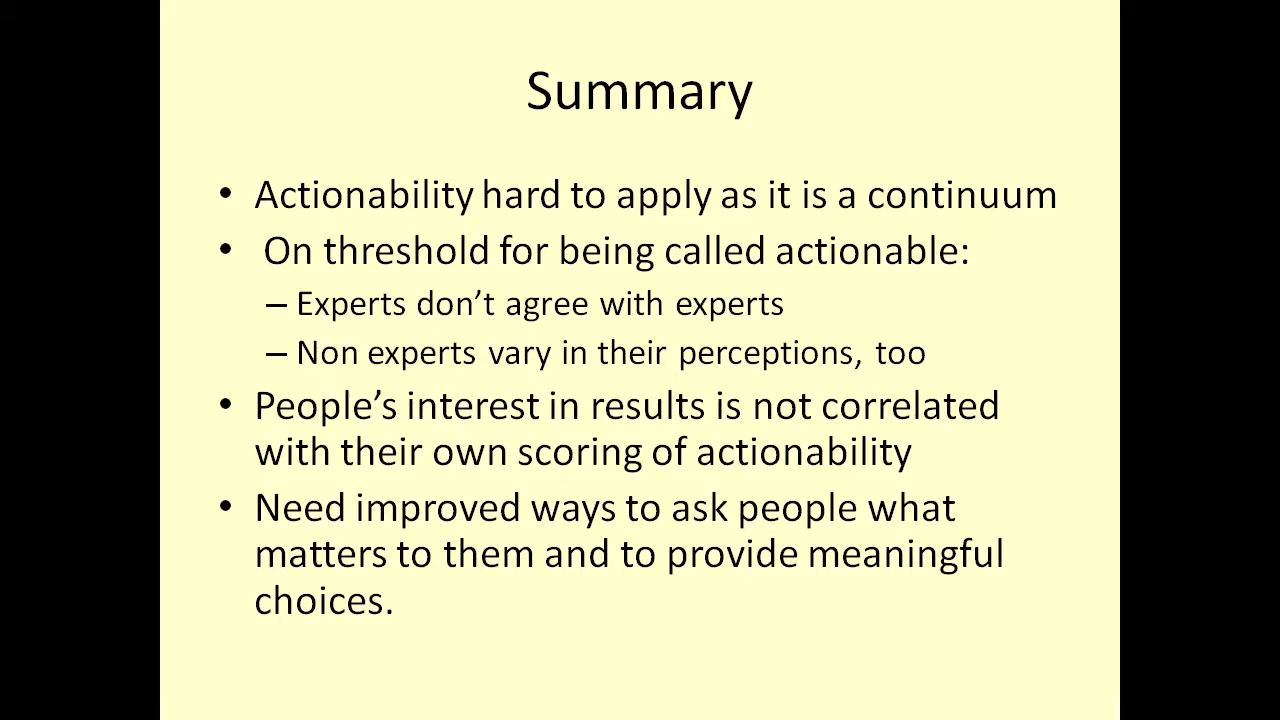 Summary
• Actionability hard to apply as it is a continuum
• On threshold for being called actionable:
– Experts don’t agree with experts
– Non experts vary in their perceptions, too
• People’s interest in results is not correlated
with their own scoring of actionability
• Need improved ways to ask people what
matters to them and to provide meaningful
choices.